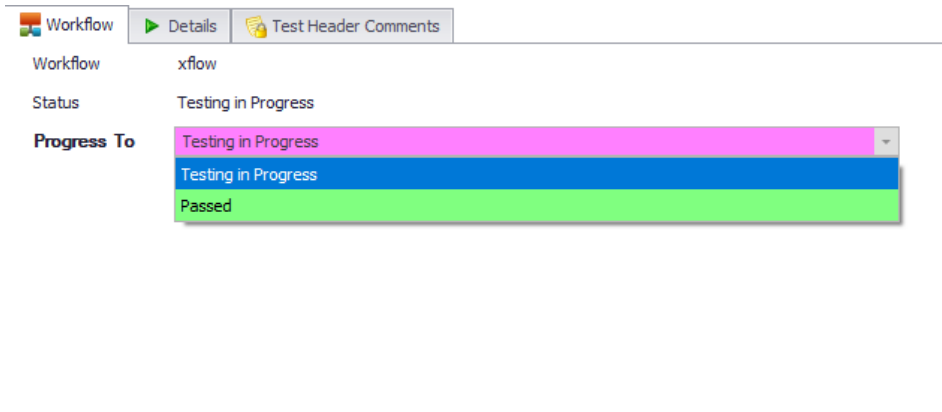 Workflow Details Test Header Comments
Workflow xflow
Status Testing in Progress
Progress To Testing in Progress
Testing in Progress
Passed